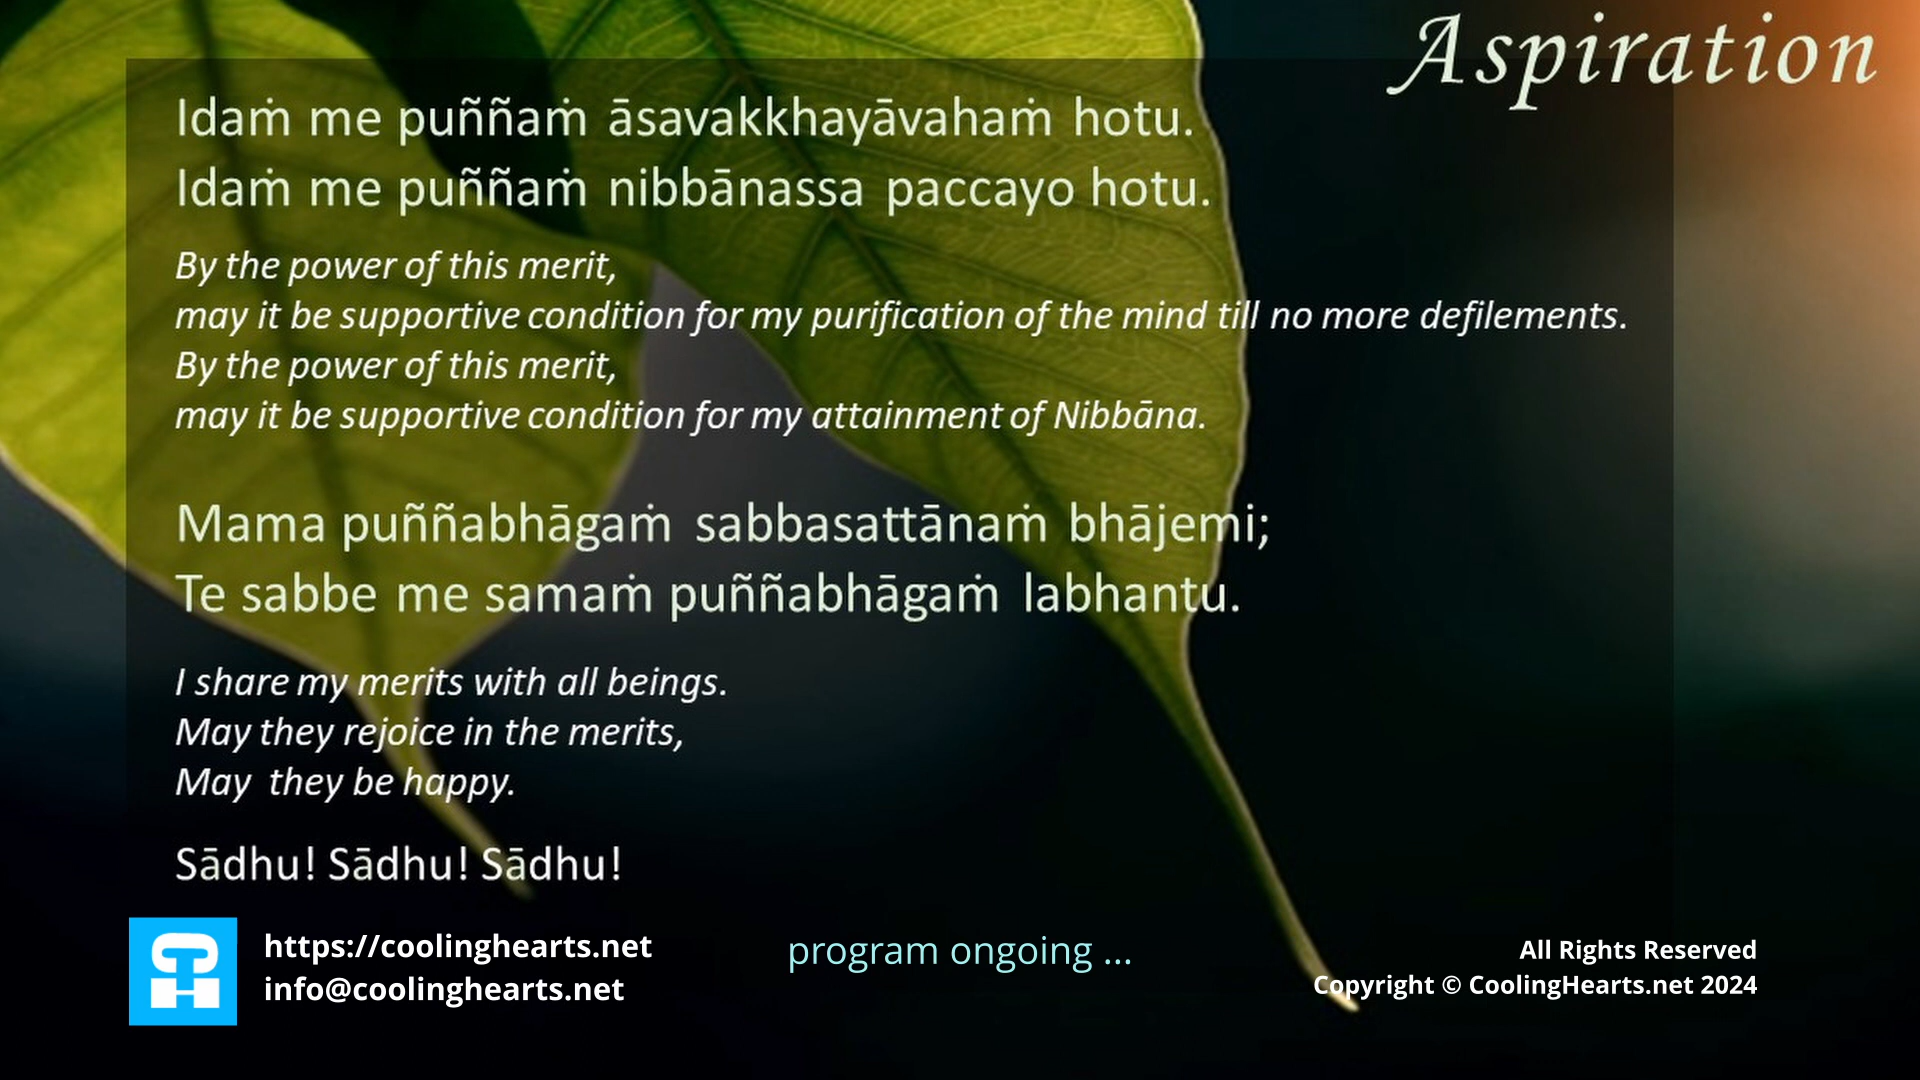 Aspiration
Idaṁ me puññaṁ āsavakkhayāvahaṁ hotu.
Idaṁ me puññaṁ nibbānassa paccayo hotu.
By the power of this merit,
may it be supportive condition for my purification of the mind till no more defilements.
By the power of this merit,
may it be supportive condition for my attainment of Nibbāna.
Mama puññabhāgaṁ sabbasattānaṁ bhājemi;
Te sabbe me samaṁ puññabhāgaṁ labhantu.
I share my merits with all beings.
May they rejoice in the merits,
May they be happy.
Sādhu! Sādhu! Sādhu!
https://coolinghearts.net
info@coolinghearts.net
program ongoing ...
All Rights Reserved
Copyright © CoolingHearts.net 2024